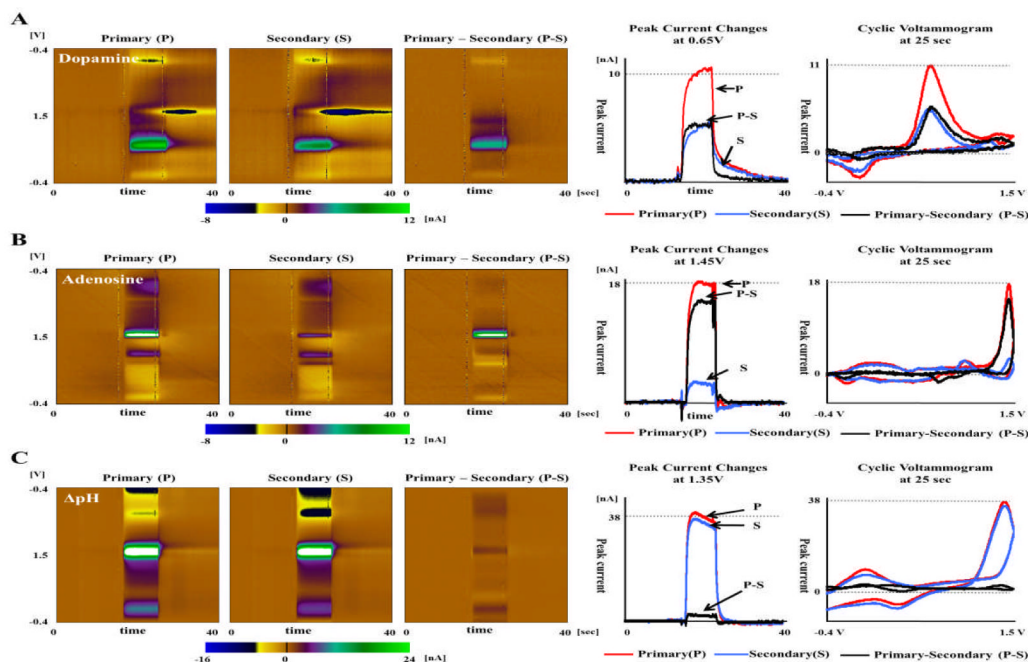 A
[V]
Primary (P)
Secondary (S)
Primary – Secondary (P-S)
Peak Current Changes
at 0.65V
Cyclic Voltammogram
at 25 sec
-0.4
Dopamine
1.5
-0.4
0
time
40
0
time
40
0
time
40
[sec]
-8
0
12
[nA]
[nA]
10
Peak current
P
P-S
S
0
time
40
11
Peak current
0
-0.4 V
1.5 V
Primary(P)
Secondary(S)
Primary-Secondary (P-S)
B
[V]
Primary (P)
Secondary (S)
Primary – Secondary (P-S)
Peak Current Changes
at 1.45V
Cyclic Voltammogram
at 25 sec
-0.4
Adenosine
1.5
-0.4
0
time
40
0
time
40
0
time
40
[sec]
-8
0
12
[nA]
[nA]
18
Peak current
P
P-S
S
0
time
40
18
Peak current
0
-0.4 V
1.5 V
Primary(P)
Secondary(S)
Primary-Secondary (P-S)
C
[V]
Primary (P)
Secondary (S)
Primary – Secondary (P-S)
Peak Current Changes
at 1.35V
Cyclic Voltammogram
at 25 sec
-0.4
ΔpH
1.5
-0.4
0
time
40
0
time
40
0
time
40
[sec]
-16
0
24
[nA]
[nA]
38
Peak current
P
S
P-S
0
time
40
38
Peak current
0
-0.4 V
1.5 V
Primary(P)
Secondary(S)
Primary-Secondary (P-S)